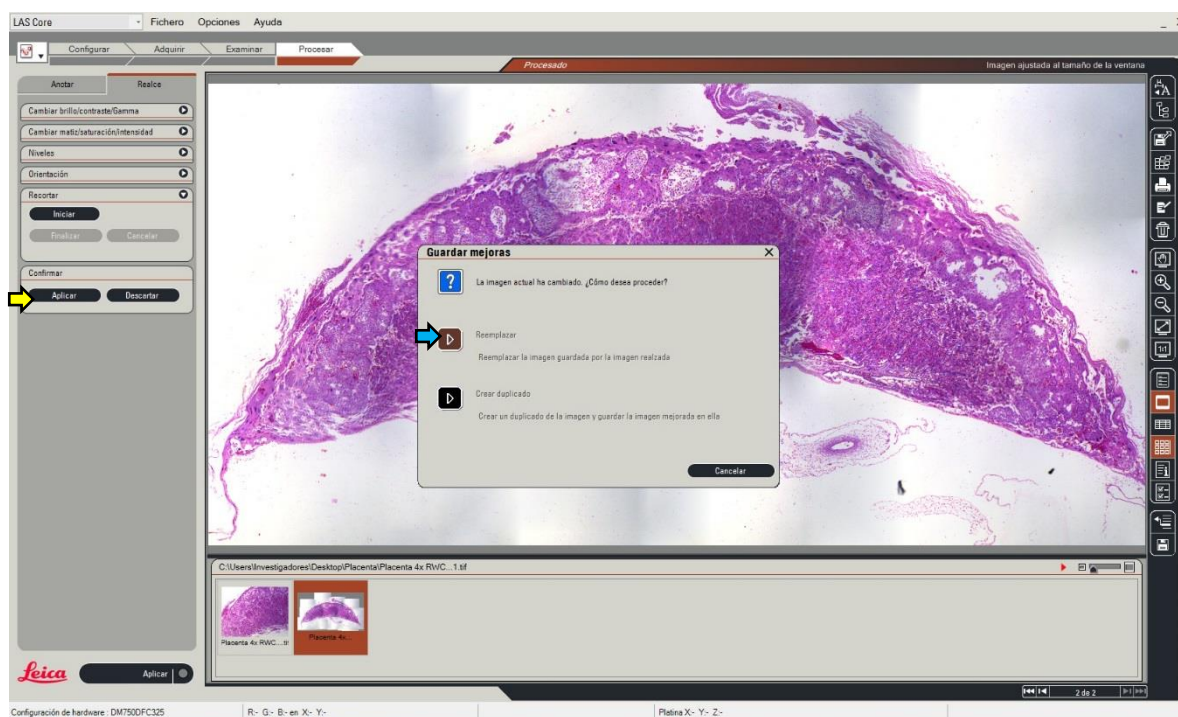 LAS Core
Fichero Opciones Ayuda
Configurar Adquirir Examinar Procesar
Procesado
Imagen ajustada al tamaño de la ventana
Anotar Realce
Cambiar brillo/contraste/Gamma
Cambiar matiz/saturación/intensidad
Niveles
Orientación
Recortar
Iniciar
Finalizar Cancelar
Confirmar
Aplicar Descartar
Guardar mejoras
La imagen actual ha cambiado. ¿Cómo desea proceder?
Reemplazar
Reemplazar la imagen guardada por la imagen realzada
Crear duplicado
Crear un duplicado de la imagen y guardar la imagen mejorada en ella
Cancelar
C:\Users\Investigadores\Desktop\Placenta\Placenta 4x RWC...1.tif
Placenta 4x RWC...tif
Placenta 4x...
Leica
Aplicar
2 de 2
Configuración de hardware : DM750DFC325
R:- G:- B:- en X:- Y:-
Platina X:- Y:- Z:-
1:1